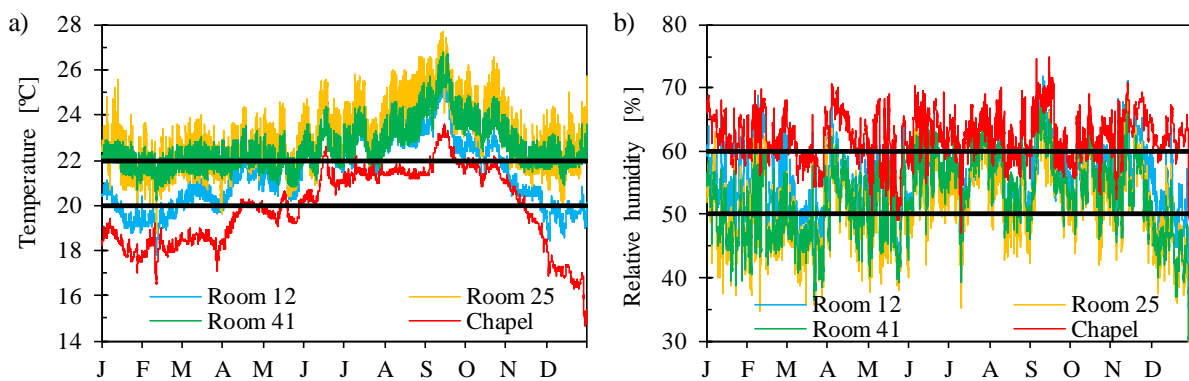 a)
Temperature [ºC]
28
26
24
22
20
18
16
14
Room 12
Room 25
Room 41
Chapel
J F M A M J J A S O N D
b)
Relative humidity [%]
80
70
60
50
40
30
Room 12
Room 25
Room 41
Chapel
J F M A M J J A S O N D